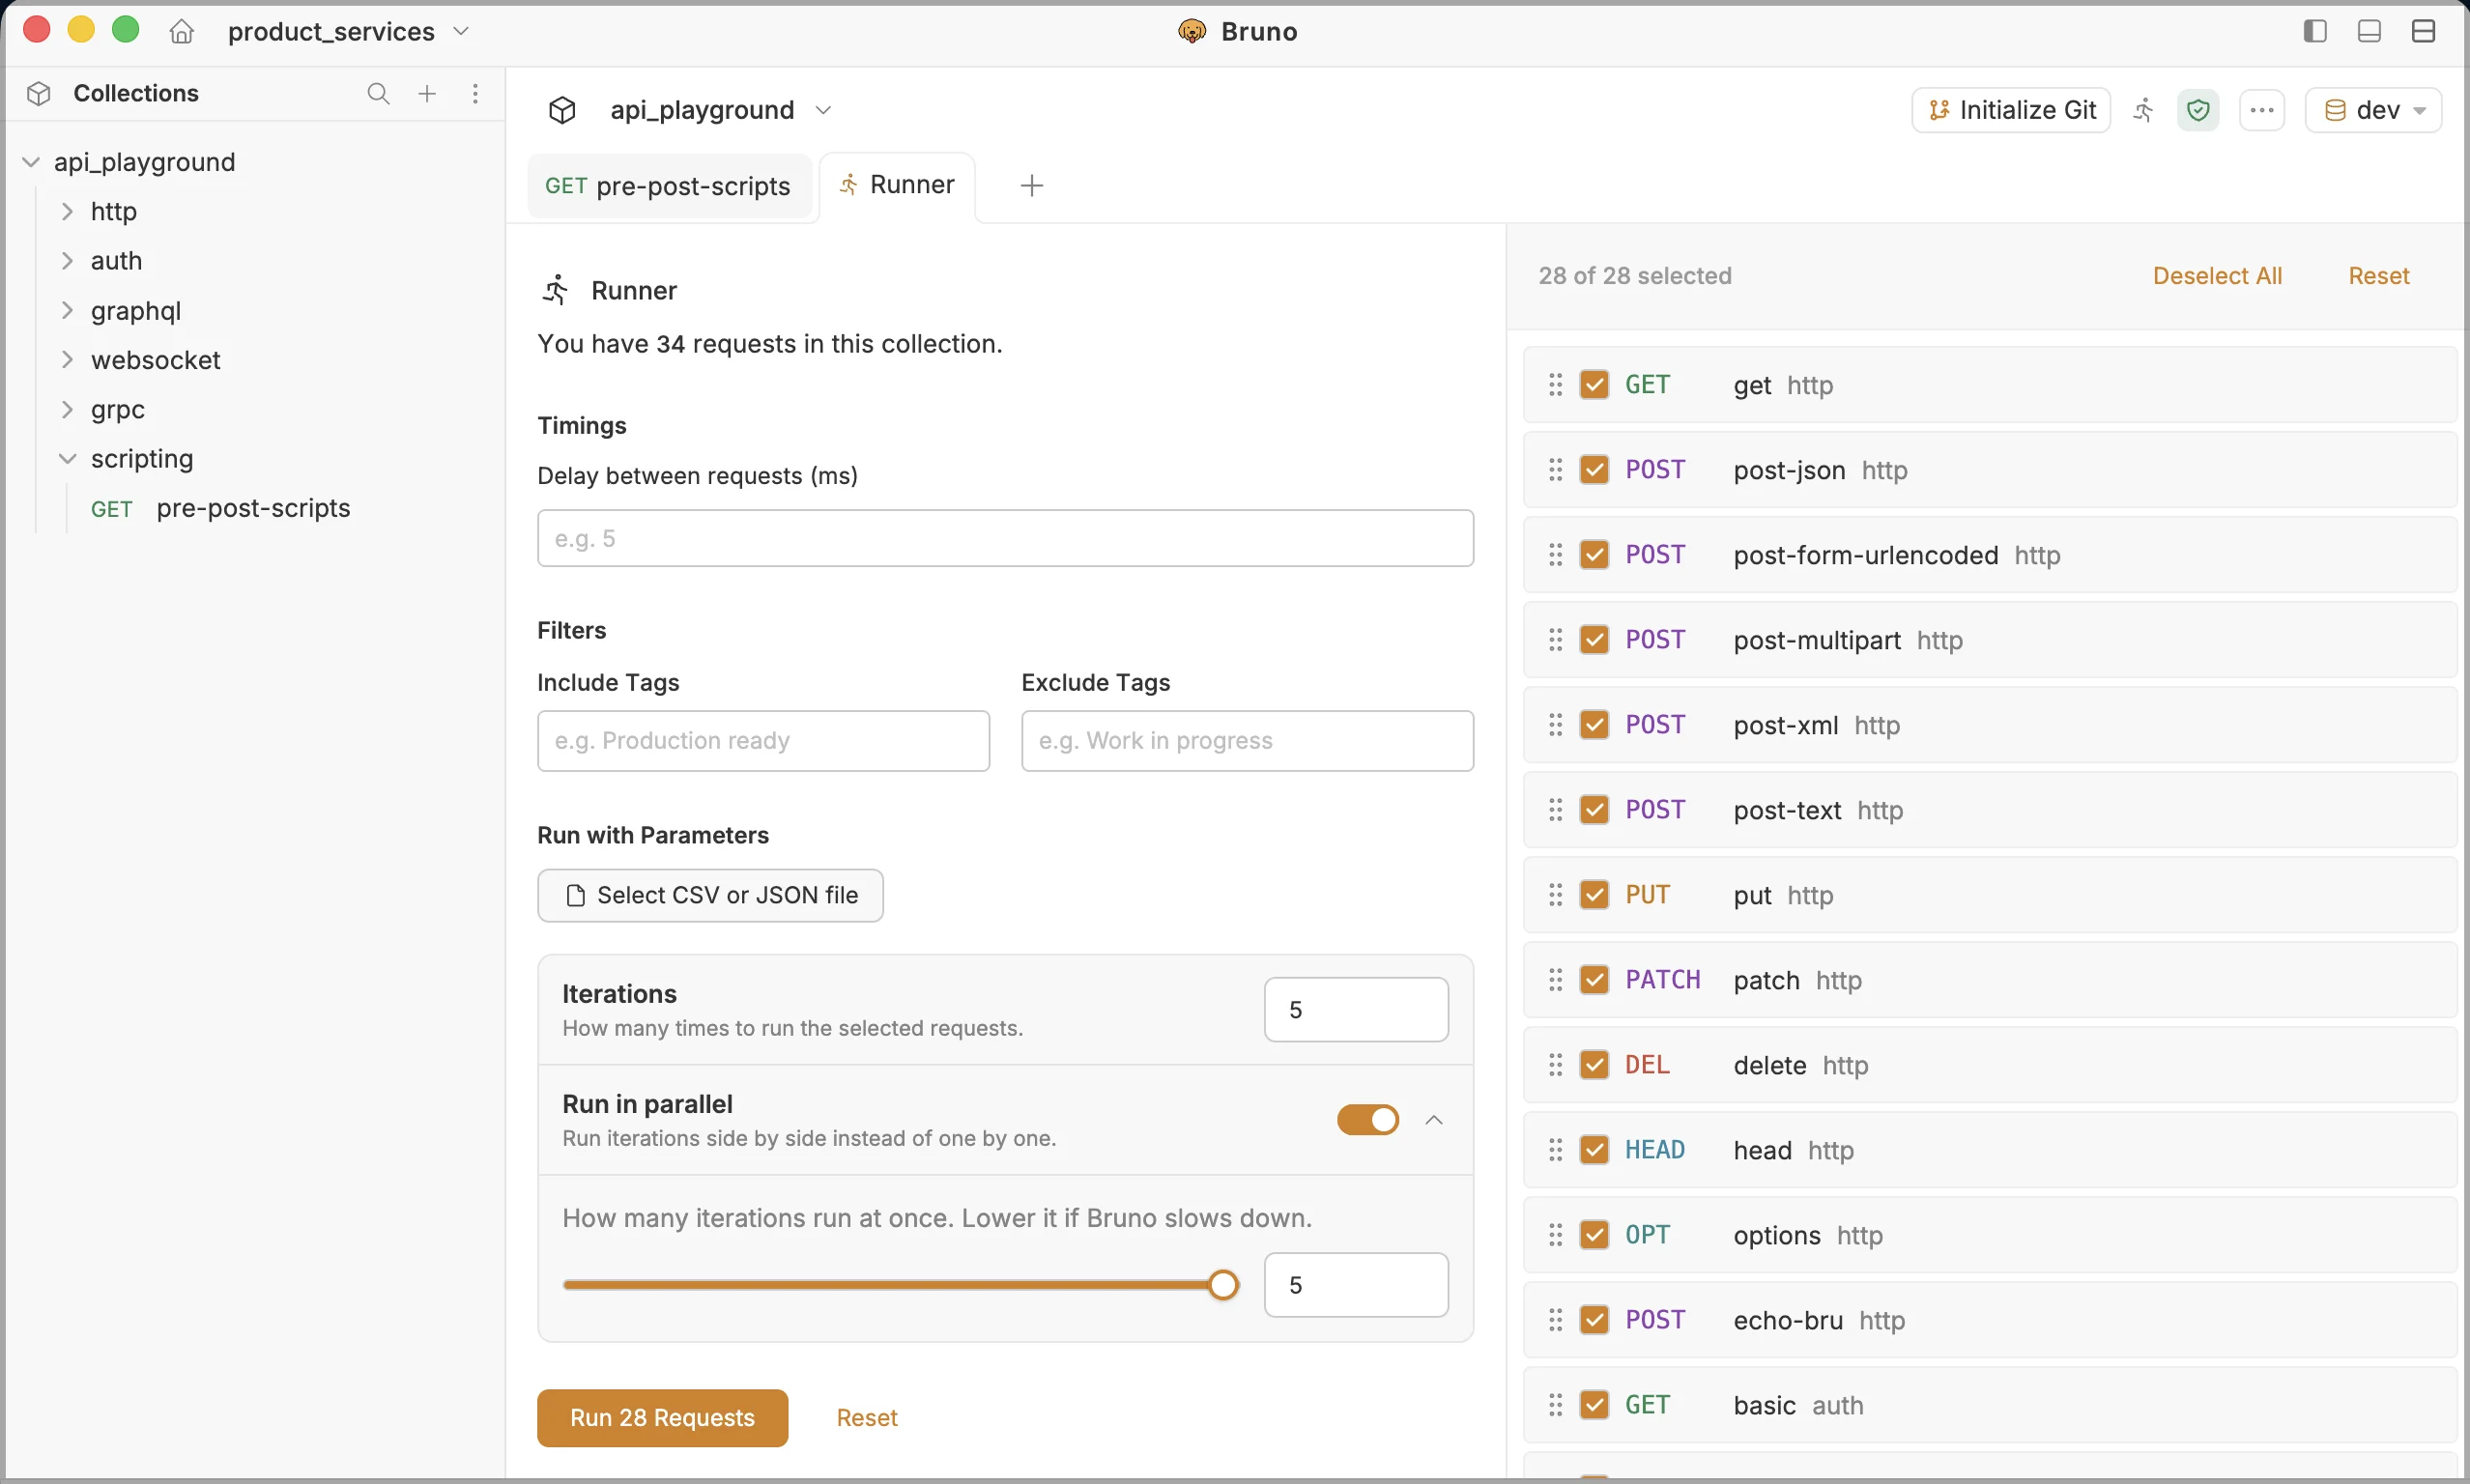 product_services
Bruno
Collections
api_playground
http
auth
graphql
websocket
grpc
scripting
GET pre-post-scripts
api_playground
Initialize Git
dev
GET pre-post-scripts
Runner
Runner
You have 34 requests in this collection.
Timings
Delay between requests (ms)
e.g. 5
Filters
Include Tags
Exclude Tags
e.g. Production ready
e.g. Work in progress
Run with Parameters
Select CSV or JSON file
Iterations
How many times to run the selected requests.
5
Run in parallel
Run iterations side by side instead of one by one.
How many iterations run at once. Lower it if Bruno slows down.
5
Run 28 Requests
Reset
28 of 28 selected
Deselect All
Reset
GET get http
POST post-json http
POST post-form-urlencoded http
POST post-multipart http
POST post-xml http
POST post-text http
PUT put http
PATCH patch http
DEL delete http
HEAD head http
OPT options http
POST echo-bru http
GET basic auth